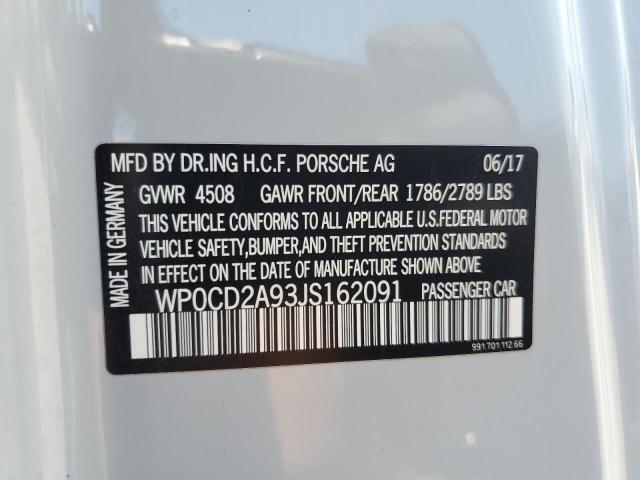 MFD BY DR.ING H.C.F. PORSCHE AG 06/17
GVWR 4508 GAWR FRONT/REAR 1786/2789 LBS
THIS VEHICLE CONFORMS TO ALL APPLICABLE U.S.FEDERAL MOTOR
VEHICLE SAFETY,BUMPER,AND THEFT PREVENTION STANDARDS
IN EFFECT ON THE DATE OF MANUFACTURE SHOWN ABOVE.
WP0CD2A93JS162091 PASSENGER CAR
991.701.112 66
MADE IN GERMANY